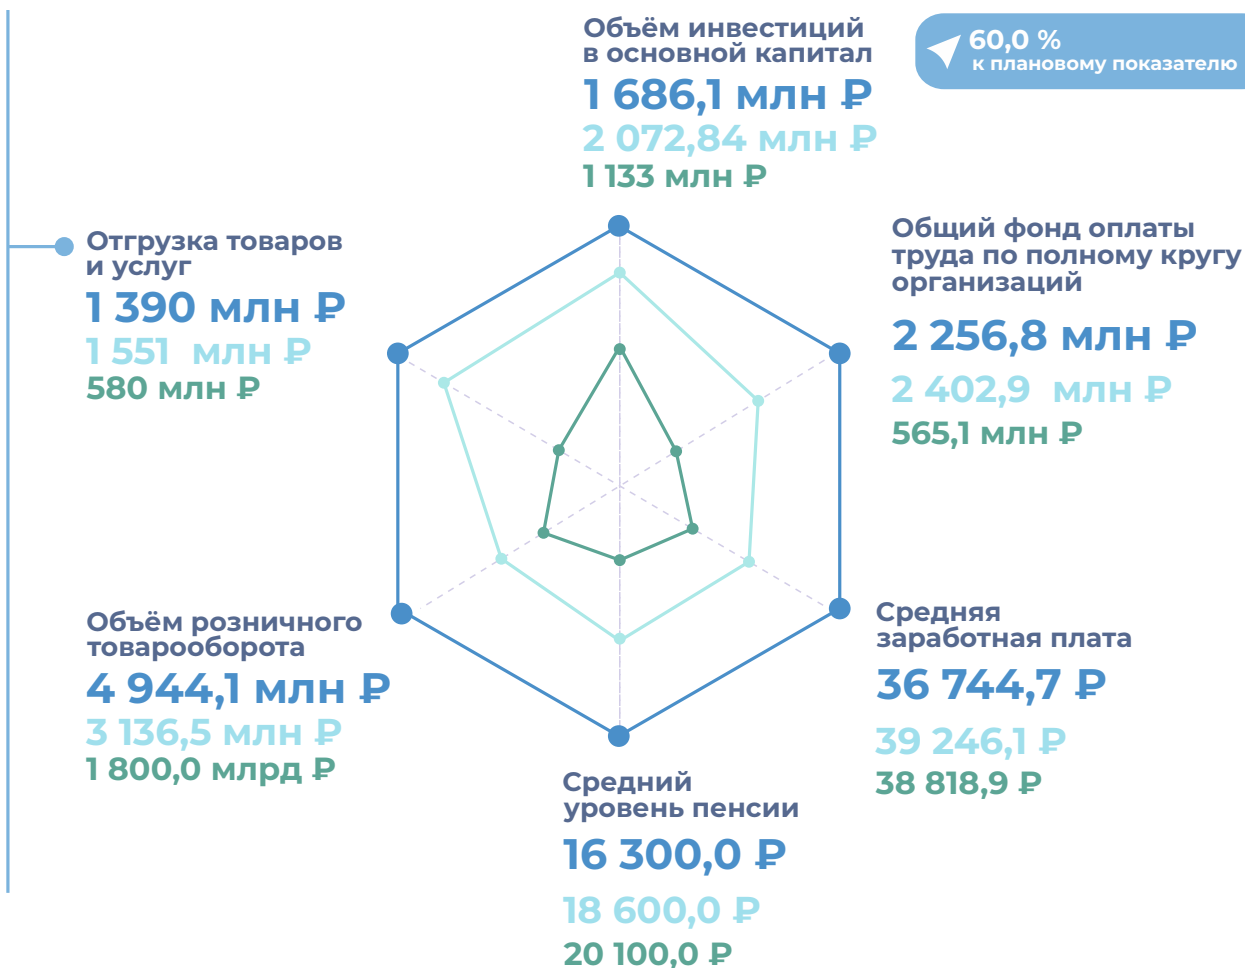 Объём инвестиций
в основной капитал
1 686,1 млн ₽
2 072,84 млн ₽
1 133 млн ₽
60,0 %
к плановому показателю
Отгрузка товаров
и услуг
1 390 млн ₽
1 551 млн ₽
580 млн ₽
Общий фонд оплаты
труда по полному кругу
организаций
2 256,8 млн ₽
2 402,9 млн ₽
565,1 млн ₽
Объём розничного
товарооборота
4 944,1 млн ₽
3 136,5 млн ₽
1 800,0 млрд ₽
Средняя
заработная плата
36 744,7 ₽
39 246,1 ₽
38 818,9 ₽
Средний
уровень пенсии
16 300,0 ₽
18 600,0 ₽
20 100,0 ₽